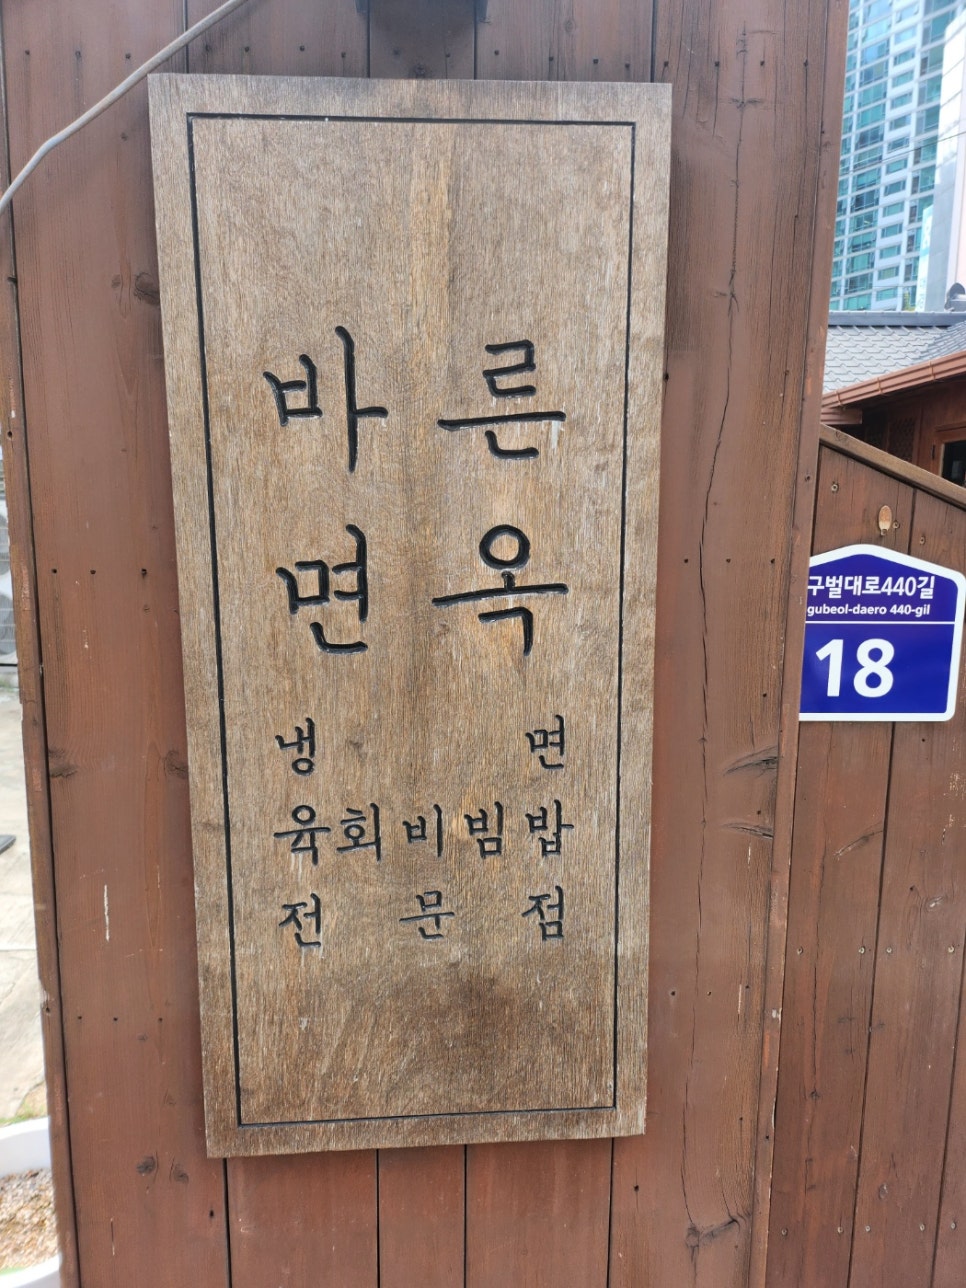 바른
면옥
냉면
육회비빔밥
전문점
구벌대로440길
gubeol-daero 440-gil
18